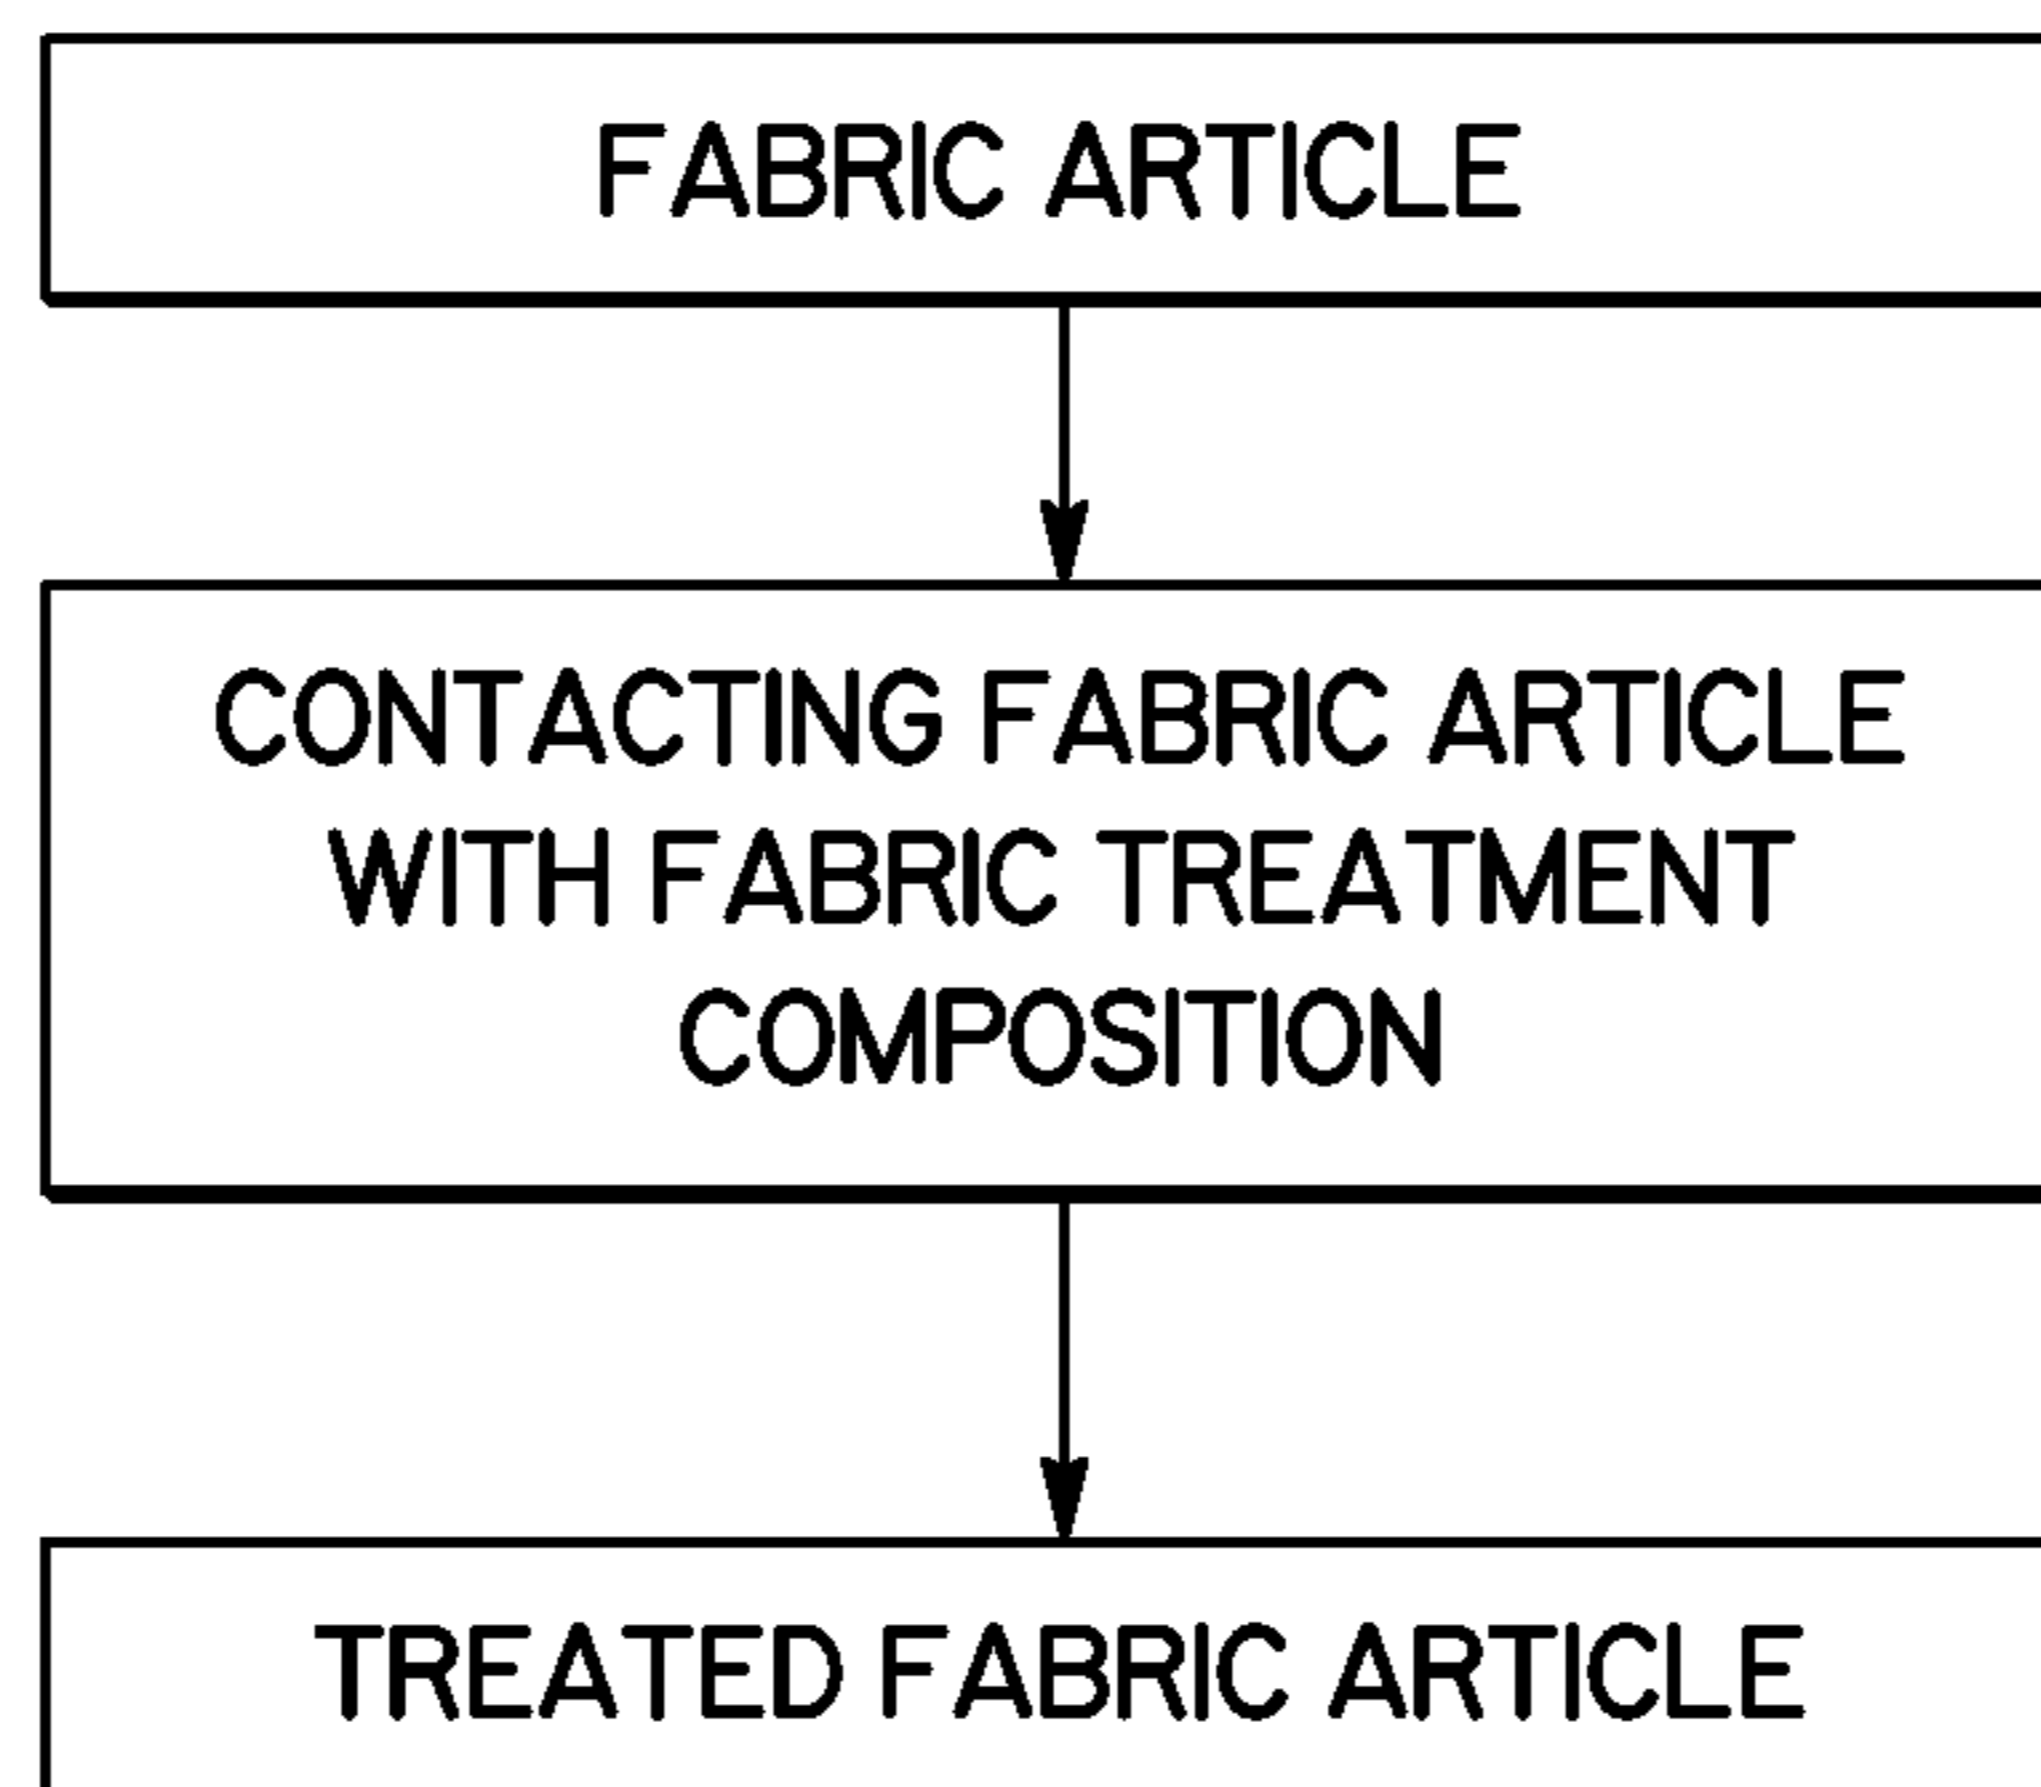 FABRIC ARTICLE
CONTACTING FABRIC ARTICLE
WITH FABRIC TREATMENT
COMPOSITION
TREATED FABRIC ARTICLE